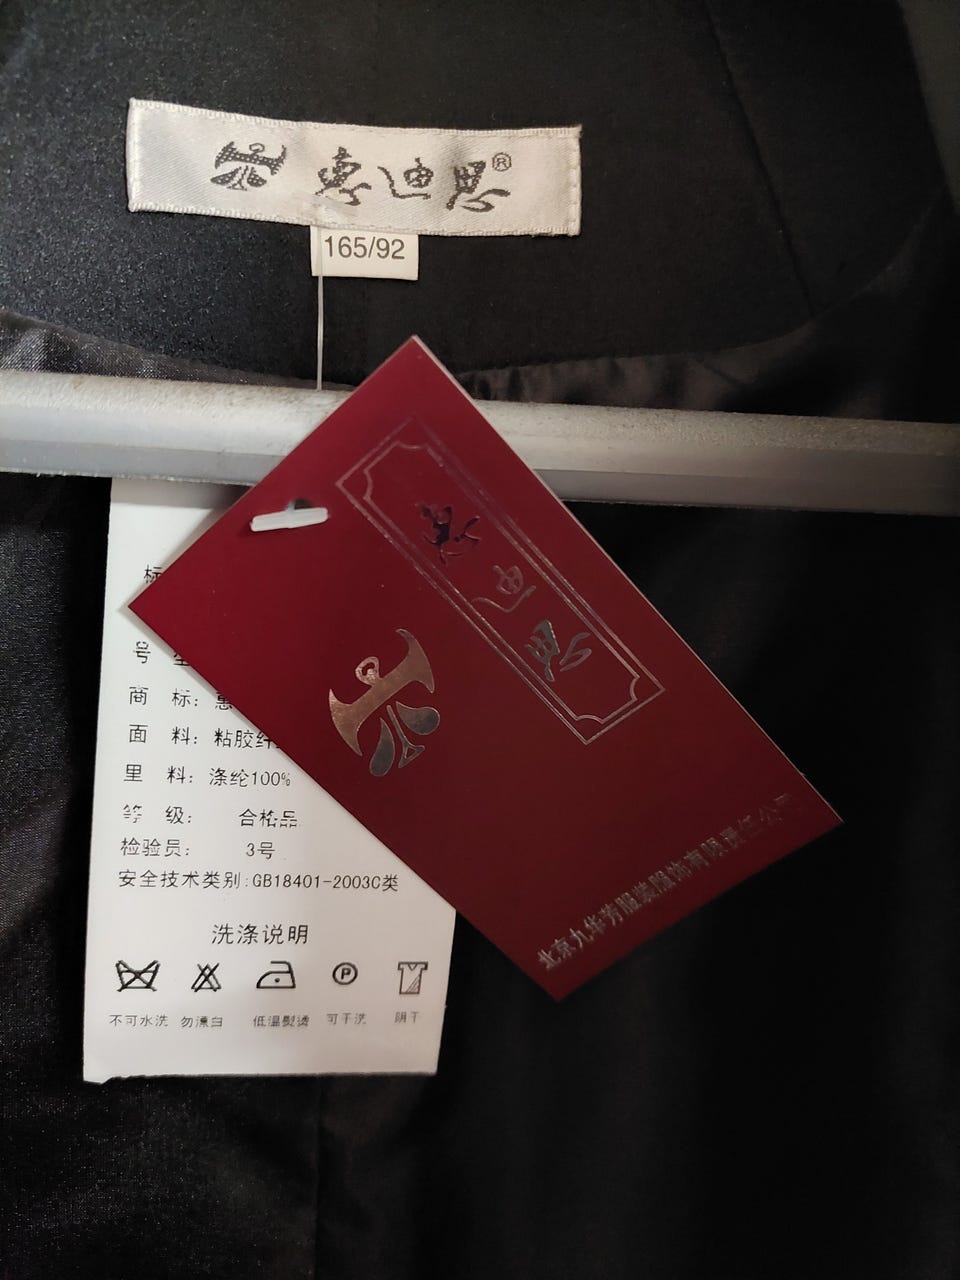 惠迪思®
165/92
惠迪思
标
号
商 标: 惠
面 料: 粘胶纤
里 料: 涤纶100%
等 级: 合格品
检验员: 3号
安全技术类别:GB18401-2003C类
洗涤说明
P
不可水洗 勿漂白 低温熨烫 可干洗 阴干
北京九华芳服装服饰有限责任公司